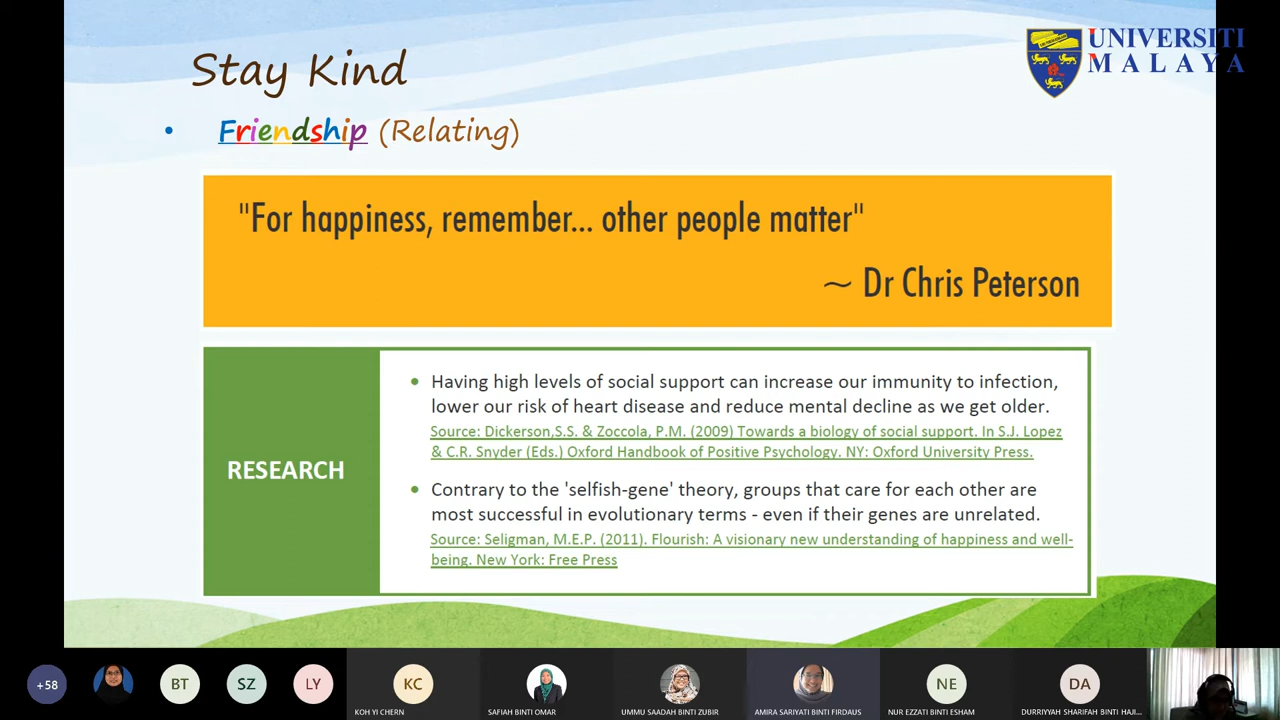 Stay Kind
UNIVERSITI
MALAYA
• Friendship (Relating)
"For happiness, remember... other people matter"
~ Dr Chris Peterson
RESEARCH
• Having high levels of social support can increase our immunity to infection,
lower our risk of heart disease and reduce mental decline as we get older.
Source: Dickerson,S.S. & Zoccola, P.M. (2009) Towards a biology of social support. In S.J. Lopez
& C.R. Snyder (Eds.) Oxford Handbook of Positive Psychology. NY: Oxford University Press.
• Contrary to the 'selfish-gene' theory, groups that care for each other are
most successful in evolutionary terms - even if their genes are unrelated.
Source: Seligman, M.E.P. (2011). Flourish: A visionary new understanding of happiness and well-
being. New York: Free Press
+58
BT
SZ
LY
KC
NE
DA
KOH YI CHERN
SAFIAH BINTI OMAR
UMMU SAADAH BINTI ZUBIR
AMIRA SARIYATI BINTI FIRDAUS
NUR EZZATI BINTI ESHAM
DURRIYYAH SHARIFAH BINTI HAJI...